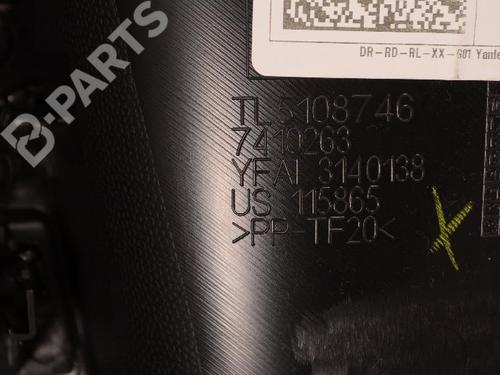 B-PARTS
DR-RD-RL-XX-G01 Yanfe
TL 5108746
7410263
YFAI 3140138
US 115865
>PP-TF20<